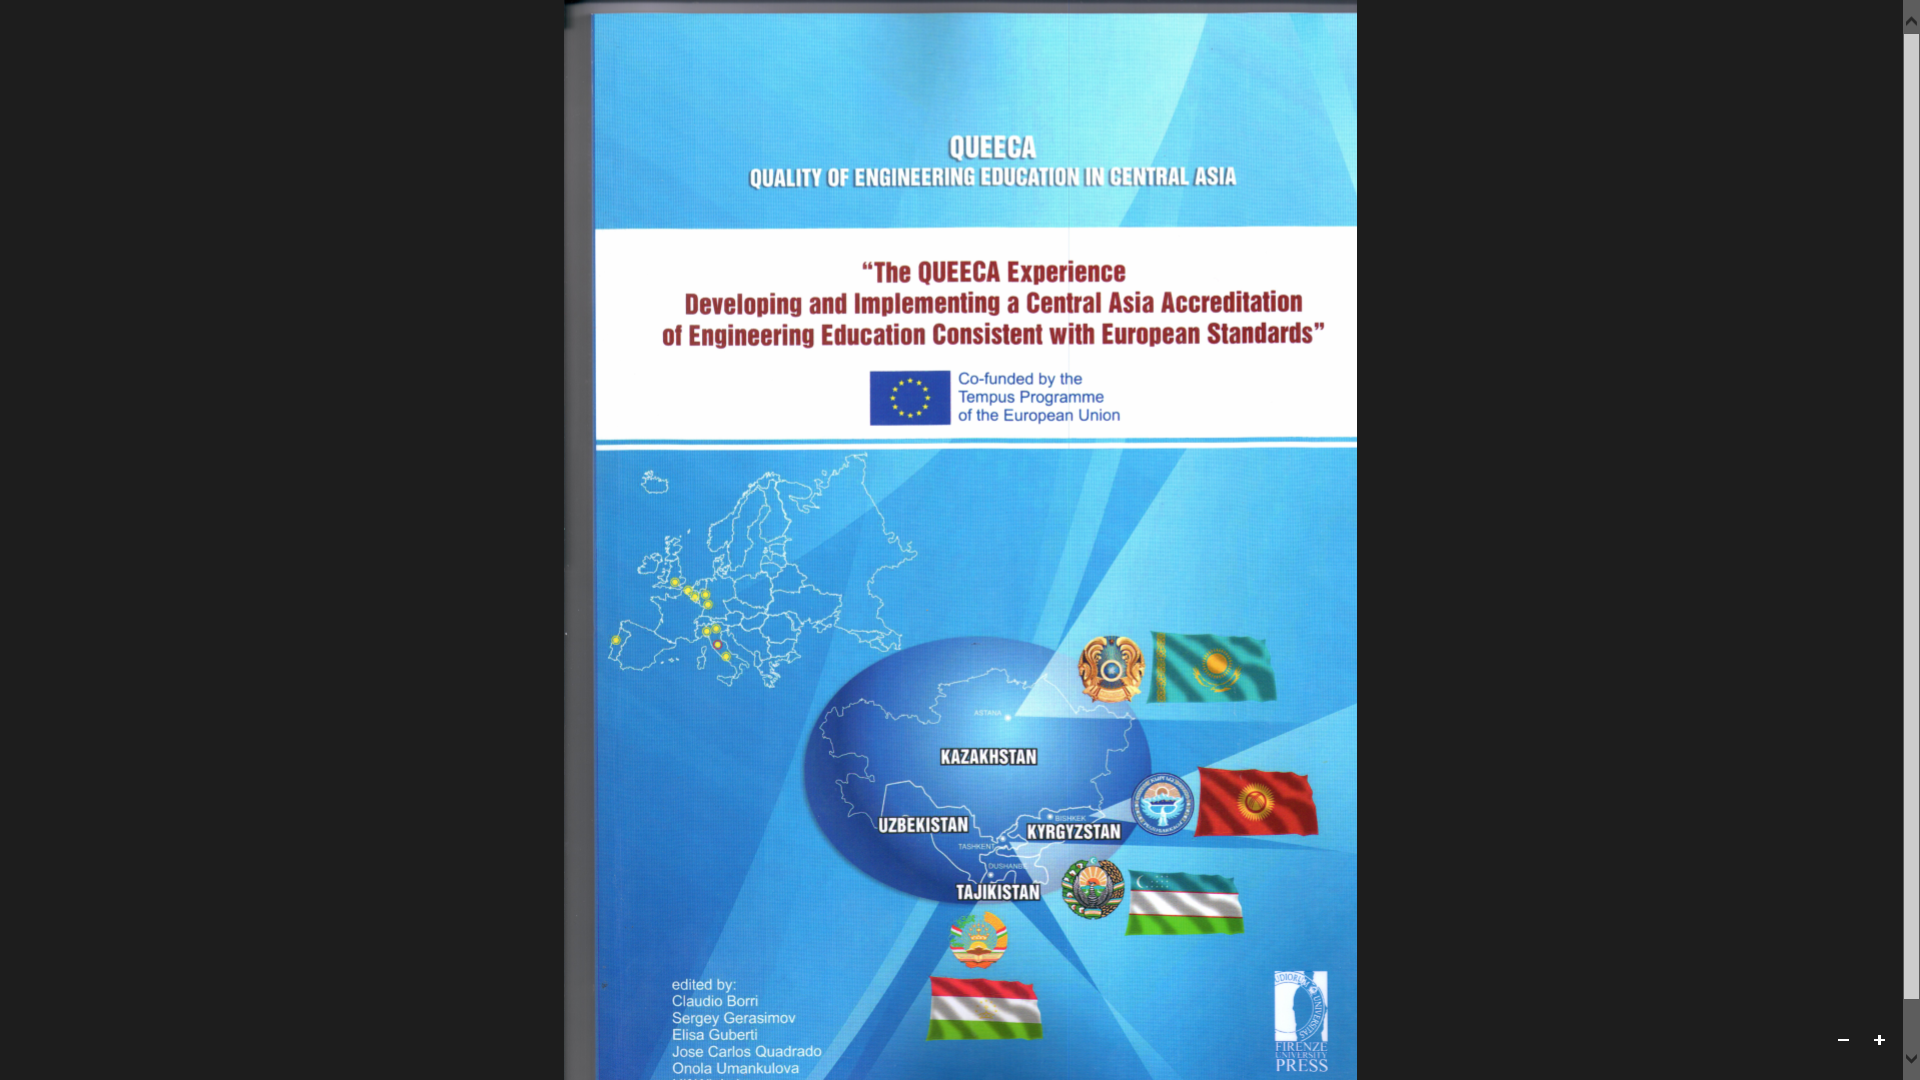 QUEECA
QUALITY OF ENGINEERING EDUCATION IN CENTRAL ASIA
“The QUEECA Experience
Developing and Implementing a Central Asia Accreditation
of Engineering Education Consistent with European Standards”
Co-funded by the
Tempus Programme
of the European Union
ASTANA
KAZAKHSTAN
UZBEKISTAN
BISHKEK
KYRGYZSTAN
TASHKENT
DUSHANBE
TAJIKISTAN
edited by:
Claudio Borri
Sergey Gerasimov
Elisa Guberti
Jose Carlos Quadrado
Onola Umankulova
FIRENZE
UNIVERSITY
PRESS